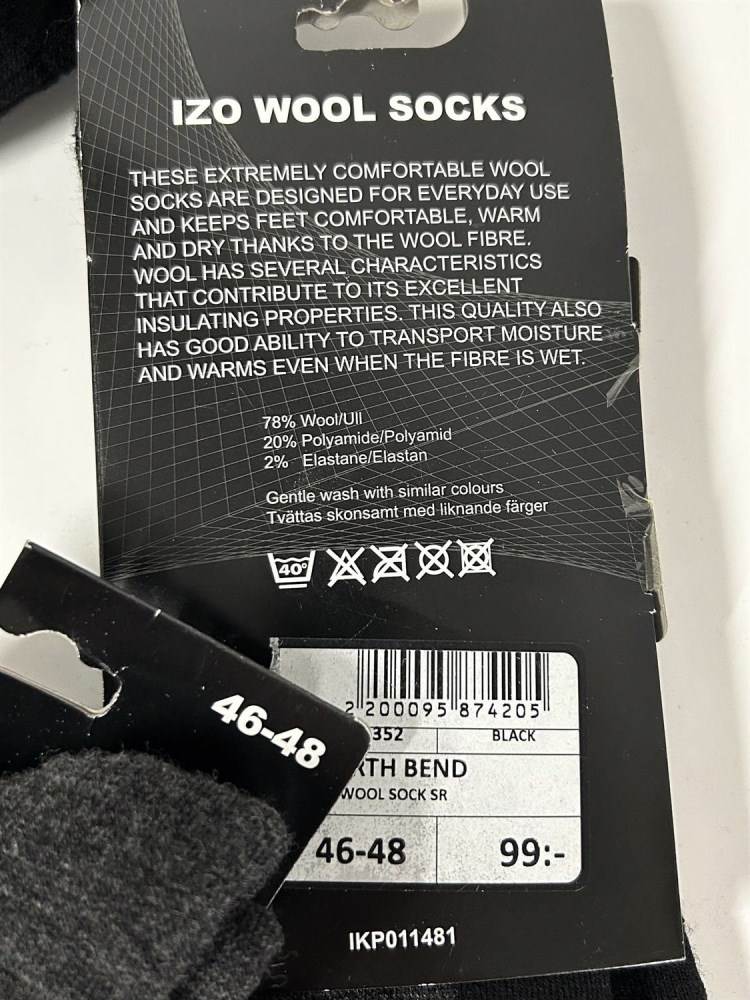 IZO WOOL SOCKS
THESE EXTREMELY COMFORTABLE WOOL
SOCKS ARE DESIGNED FOR EVERYDAY USE
AND KEEPS FEET COMFORTABLE, WARM
AND DRY THANKS TO THE WOOL FIBRE.
WOOL HAS SEVERAL CHARACTERISTICS
THAT CONTRIBUTE TO ITS EXCELLENT
INSULATING PROPERTIES. THIS QUALITY ALSO
HAS GOOD ABILITY TO TRANSPORT MOISTURE
AND WARMS EVEN WHEN THE FIBRE IS WET.
78% Wool/Ull
20% Polyamide/Polyamid
2% Elastane/Elastan
Gentle wash with similar colours
Tvättas skonsamt med liknande färger
40°
46-48
2 200095 874205
352 BLACK
RTH BEND
WOOL SOCK SR
46-48 99:-
IKP011481